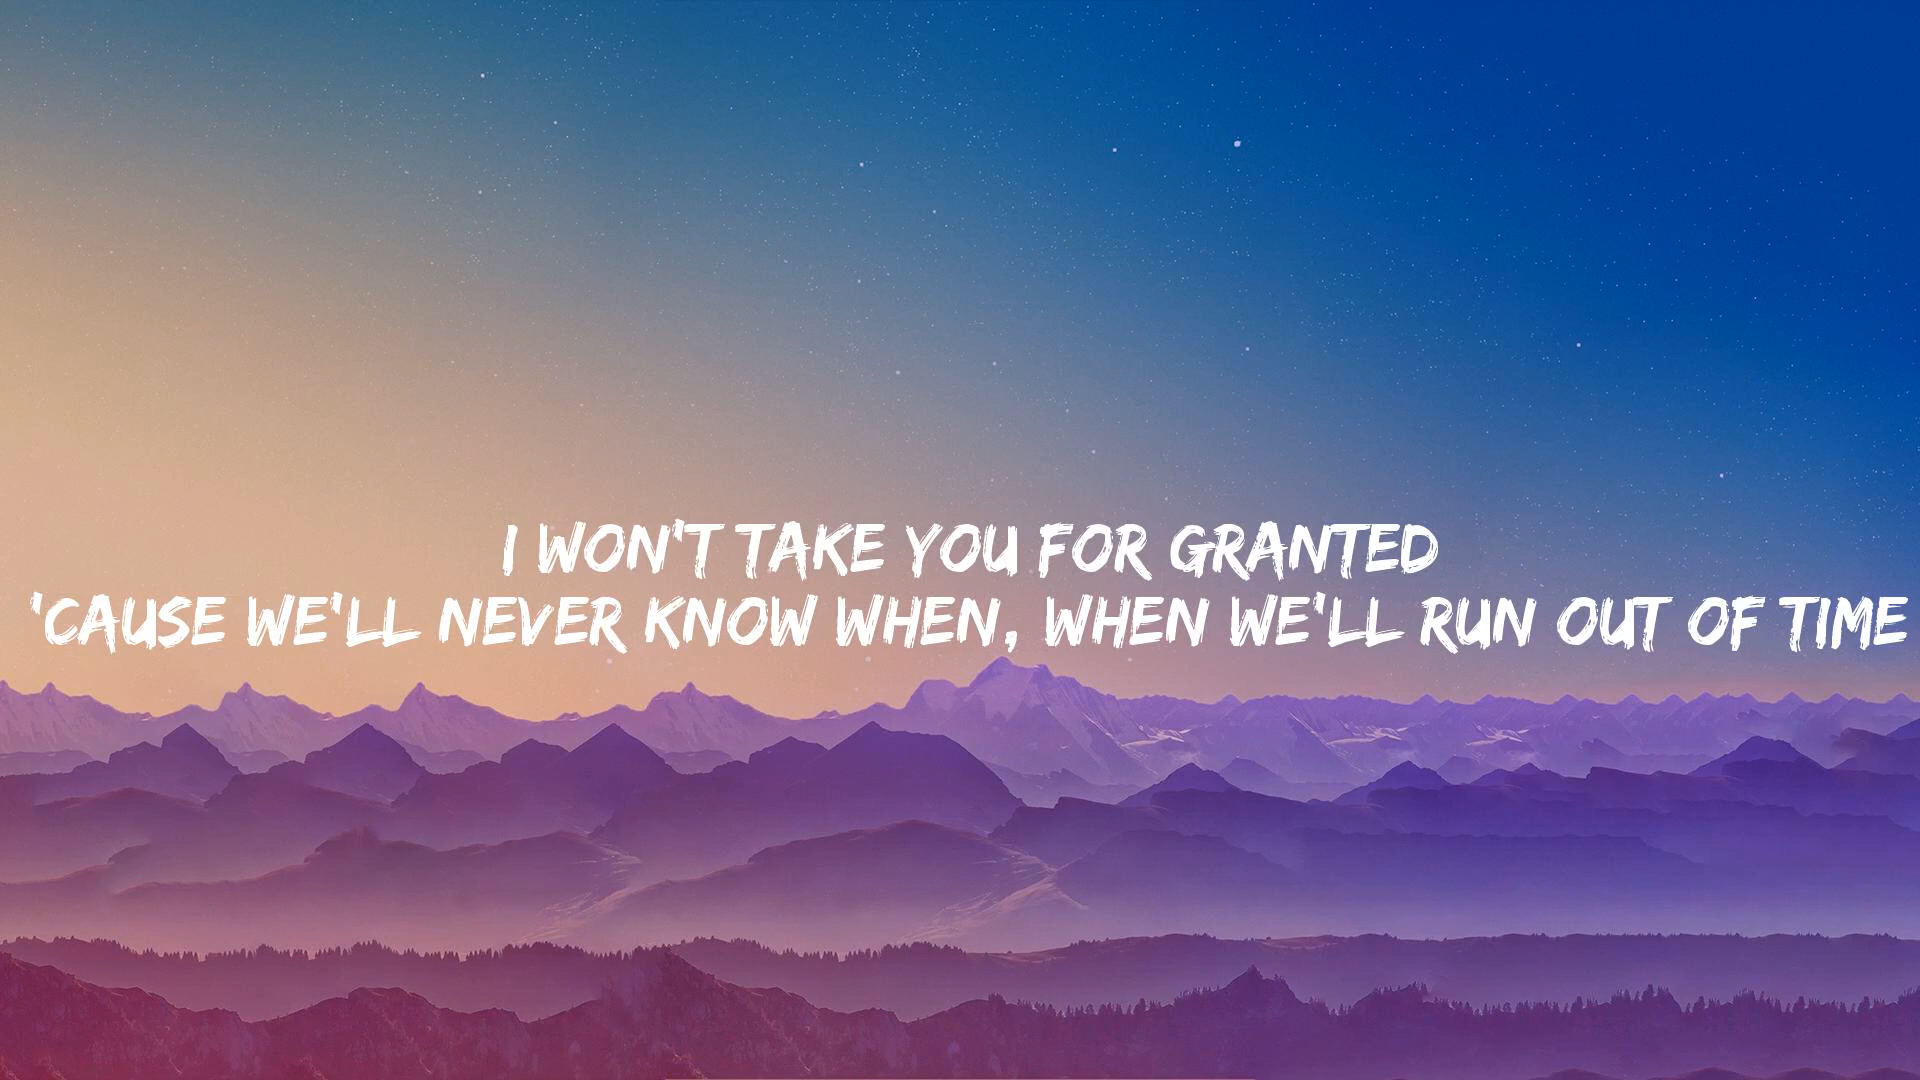 I WON'T TAKE YOU FOR GRANTED
'CAUSE WE'LL NEVER KNOW WHEN, WHEN WE'LL RUN OUT OF TIME